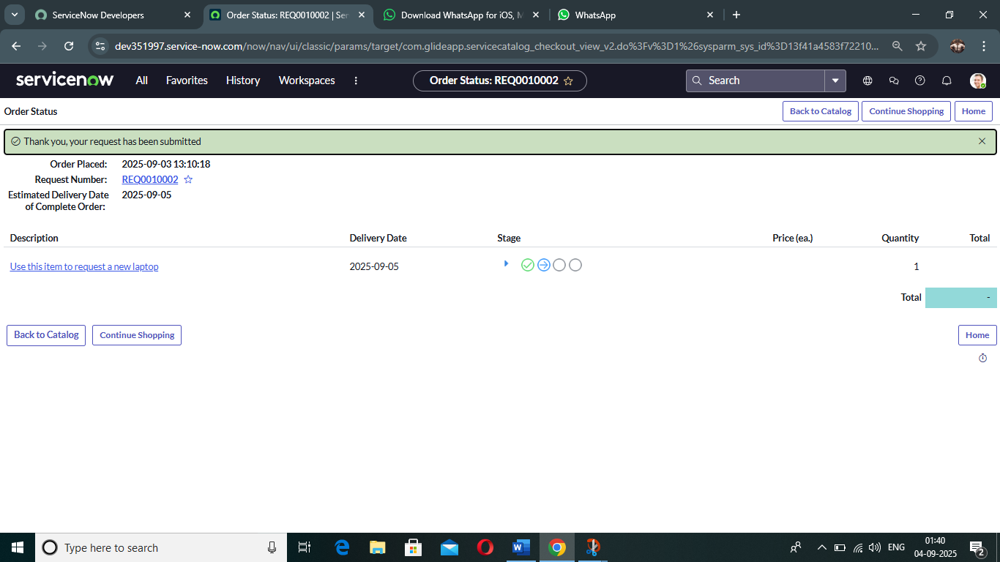 ServiceNow Developers
Order Status: REQ0010002 | Ser
Download WhatsApp for iOS, M
WhatsApp
dev351997.service-now.com/now/nav/ui/classic/params/target/com.glideapp.servicecatalog_checkout_view_v2.do%3Fv%3D1%26sysparm_sys_id%3D13f41a4583f72210...
servicenow All Favorites History Workspaces Order Status: REQ0010002 Search
Order Status Back to Catalog Continue Shopping Home
Thank you, your request has been submitted
Order Placed: 2025-09-03 13:10:18
Request Number: REQ0010002
Estimated Delivery Date 2025-09-05
of Complete Order:
Description Delivery Date Stage Price (ea.) Quantity Total
Use this item to request a new laptop 2025-09-05 1
Total -
Back to Catalog Continue Shopping Home
Type here to search
ENG
01:40
04-09-2025
2